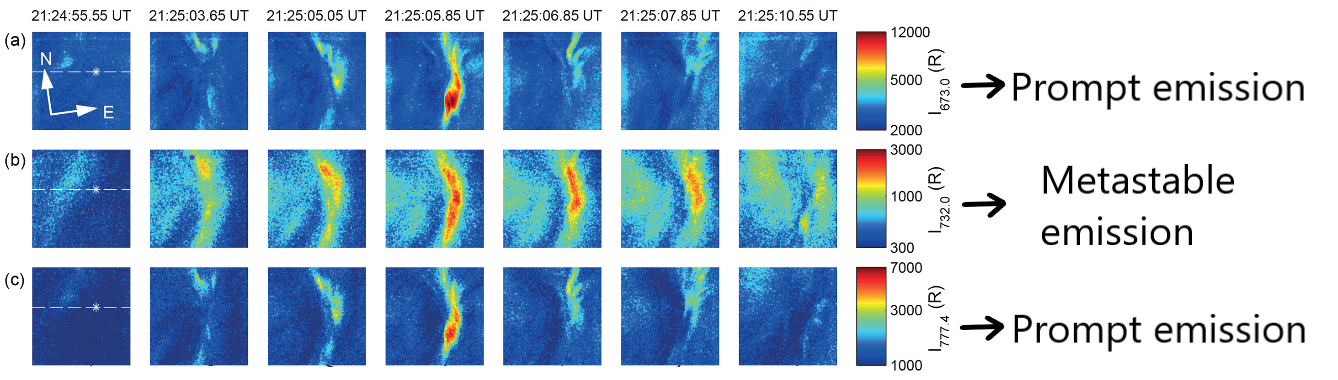 21:24:55.55 UT 21:25:03.65 UT 21:25:05.05 UT 21:25:05.85 UT 21:25:06.85 UT 21:25:07.85 UT 21:25:10.55 UT
(a)
N
E
12000
5000
2000
I673.0 (R)
Prompt emission
(b)
3000
1000
300
I732.0 (R)
Metastable
emission
(c)
7000
3000
1000
I777.4 (R)
Prompt emission